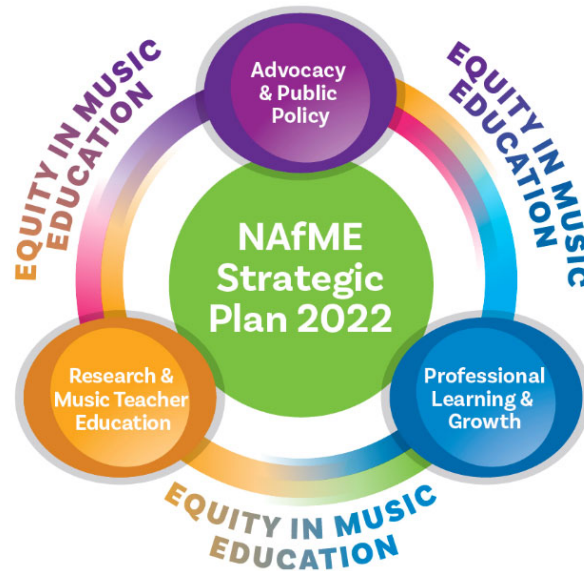 Advocacy
& Public
Policy
EQUITY IN MUSIC
EDUCATION
EQUITY IN MUSIC
EDUCATION
NAfME
Strategic
Plan 2022
Research &
Music Teacher
Education
Professional
Learning &
Growth
EQUITY IN MUSIC
EDUCATION